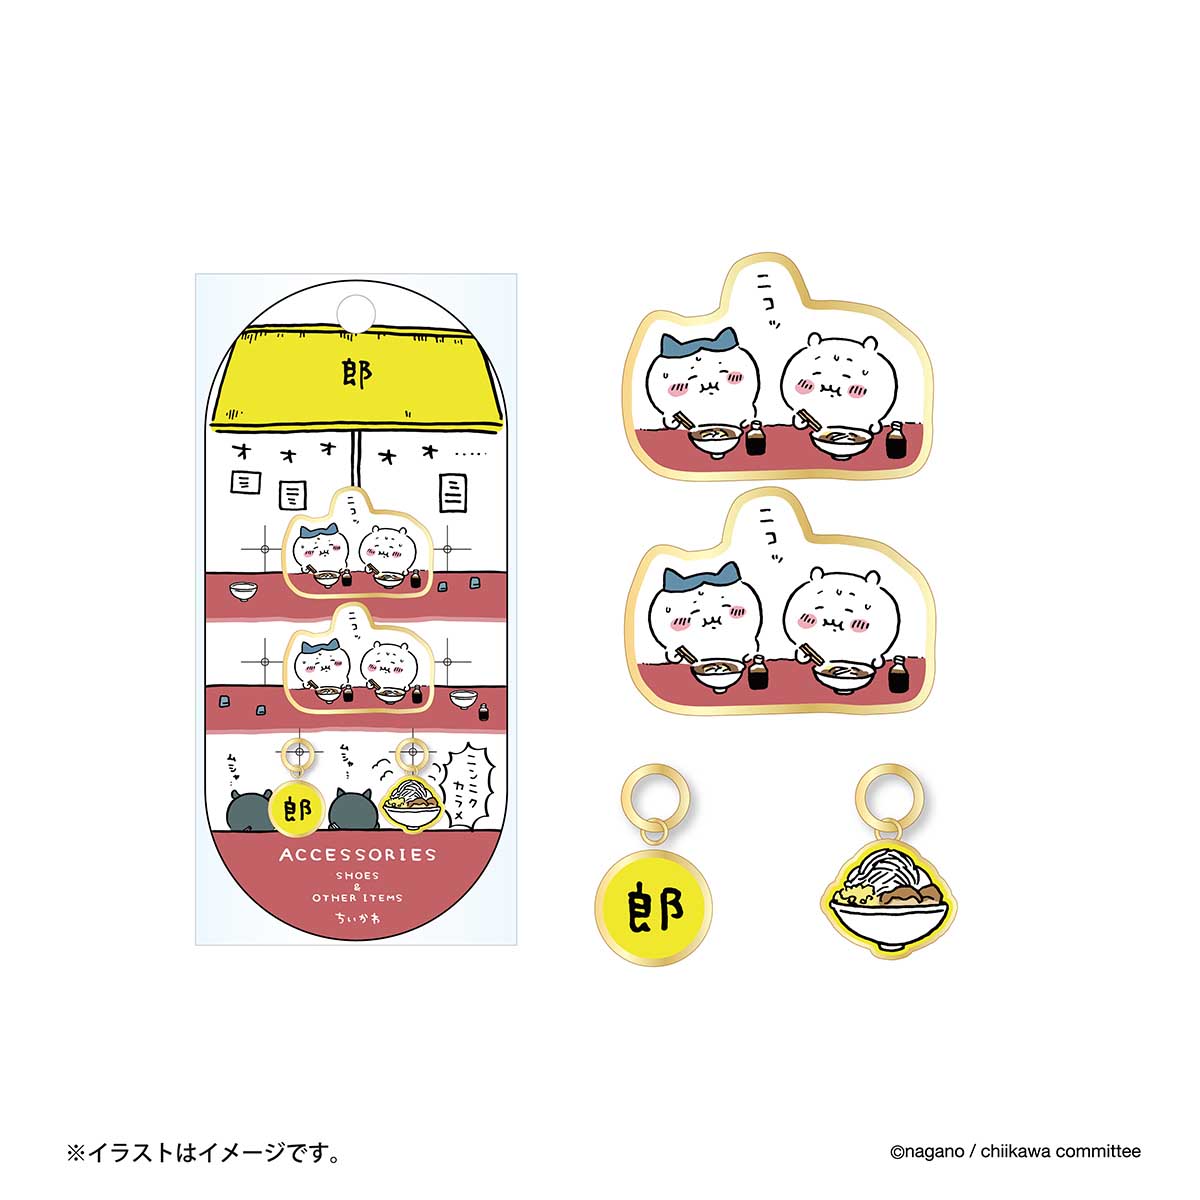 郎
オオオオオ……
ニコッ
ニコッ
ムシャ…
ムシャ…
ニンニク
カラメ
郎
ACCESSORIES
SHOES
&
OTHER ITEMS
ちいかわ
ニコッ
ニコッ
郎
※イラストはイメージです。
©nagano / chiikawa committee